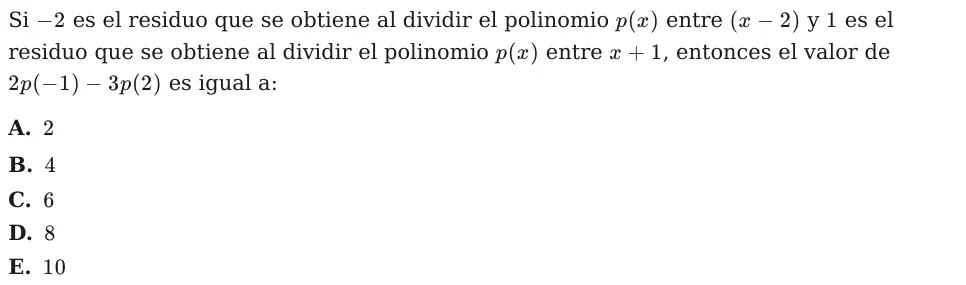 Si −2 es el residuo que se obtiene al dividir el polinomio p(x) entre (x − 2) y 1 es el
residuo que se obtiene al dividir el polinomio p(x) entre x + 1, entonces el valor de
2p(−1) − 3p(2) es igual a:
A. 2
B. 4
C. 6
D. 8
E. 10